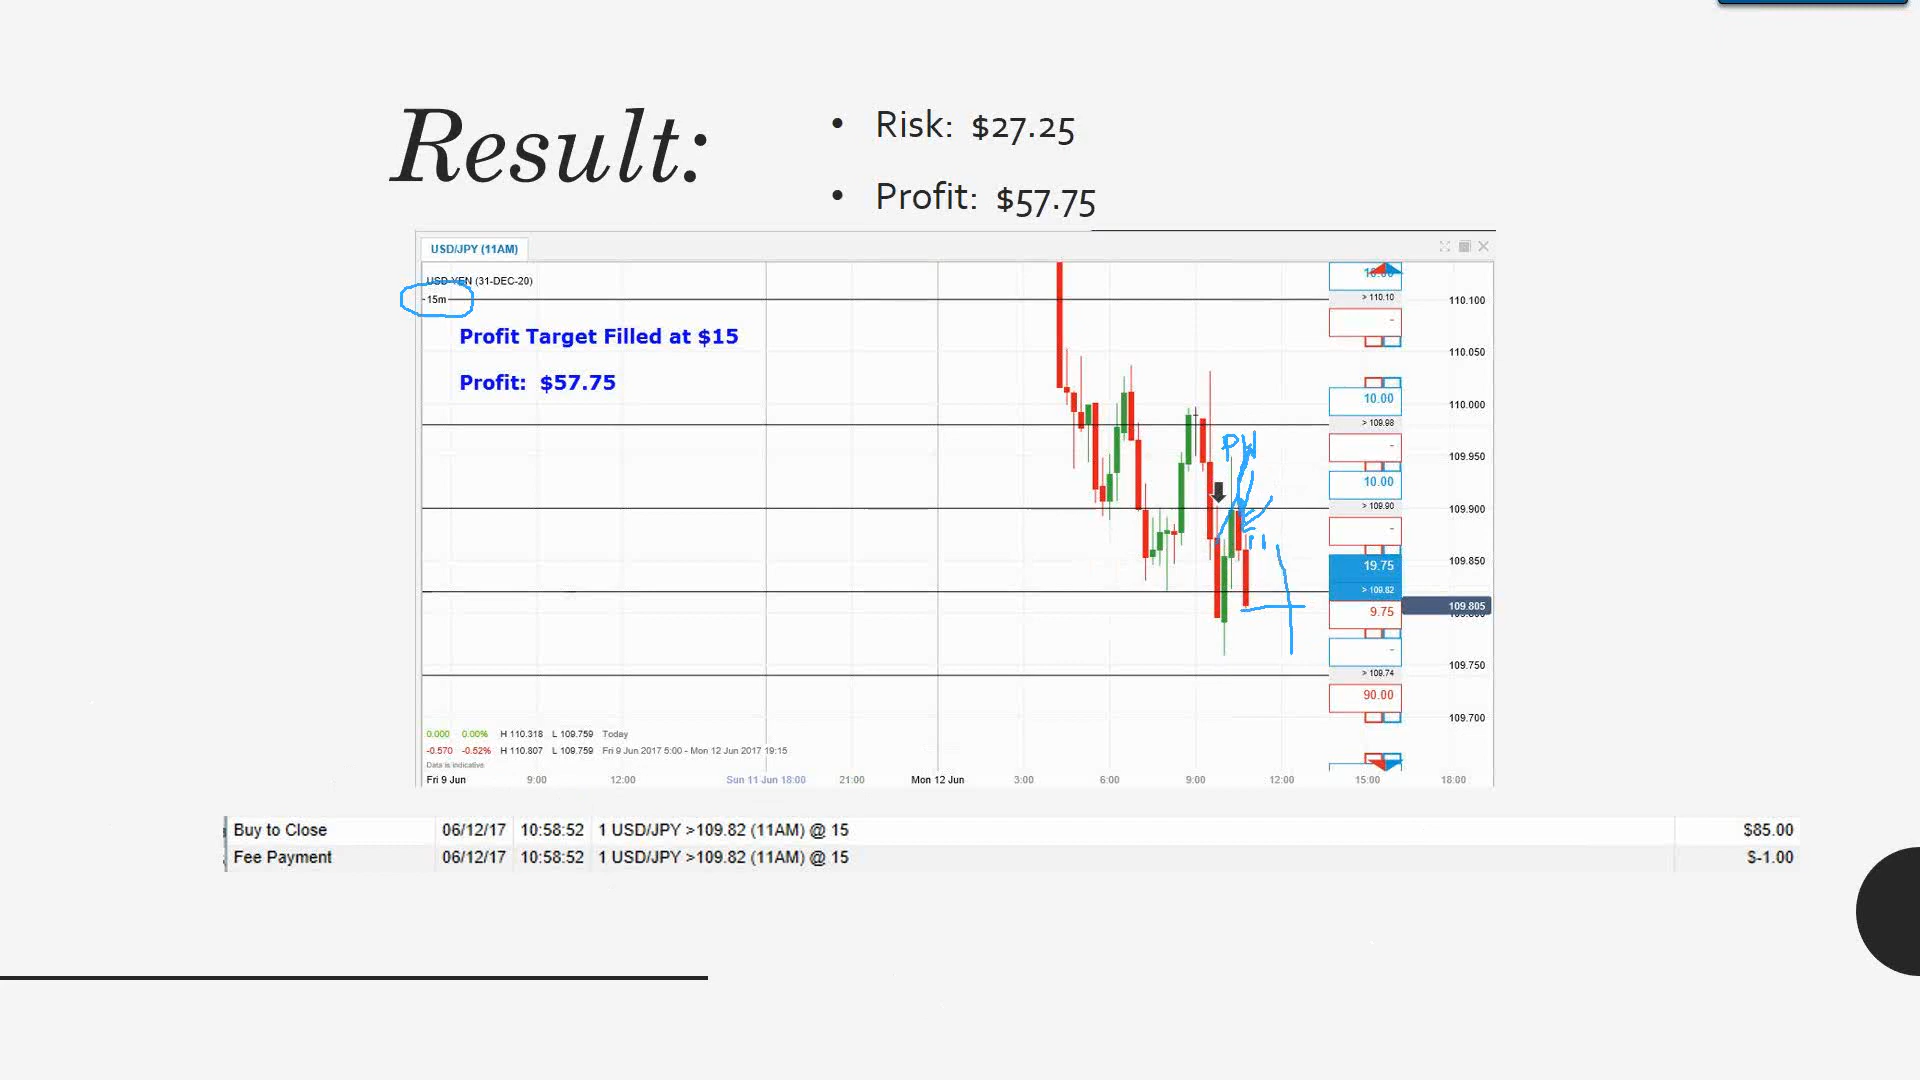 Result:
• Risk: $27.25
• Profit: $57.75
USD/JPY (11AM)
USD-YEN (31-DEC-20)
15m
Profit Target Filled at $15
Profit: $57.75
PW
> 110.10
-
10.00
> 109.98
-
10.00
> 109.90
-
19.75
> 109.82
9.75
-
> 109.74
90.00
110.100
110.050
110.000
109.950
109.900
109.850
109.805
109.750
109.700
0.000 0.00% H 110.318 L 109.759 Today
-0.570 -0.52% H 110.807 L 109.759 Fri 9 Jun 2017 5:00 - Mon 12 Jun 2017 19:15
Data is indicative
Fri 9 Jun 9:00 12:00 Sun 11 Jun 18:00 21:00 Mon 12 Jun 3:00 6:00 9:00 12:00 15:00 18:00
Buy to Close 06/12/17 10:58:52 1 USD/JPY >109.82 (11AM) @ 15 $85.00
Fee Payment 06/12/17 10:58:52 1 USD/JPY >109.82 (11AM) @ 15 $-1.00